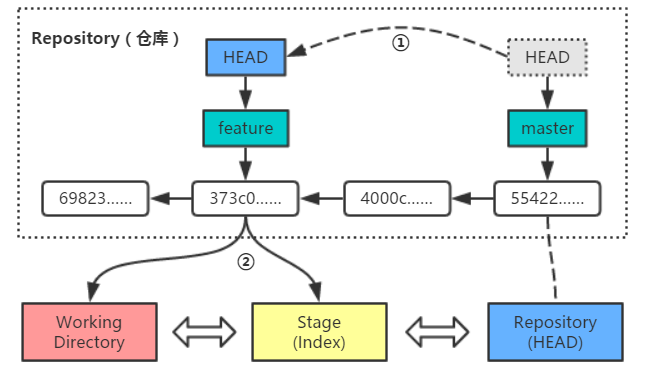 Repository（仓库）
HEAD
①
HEAD
feature
master
69823......
373c0......
4000c......
55422......
②
Working
Directory
Stage
(Index)
Repository
(HEAD)